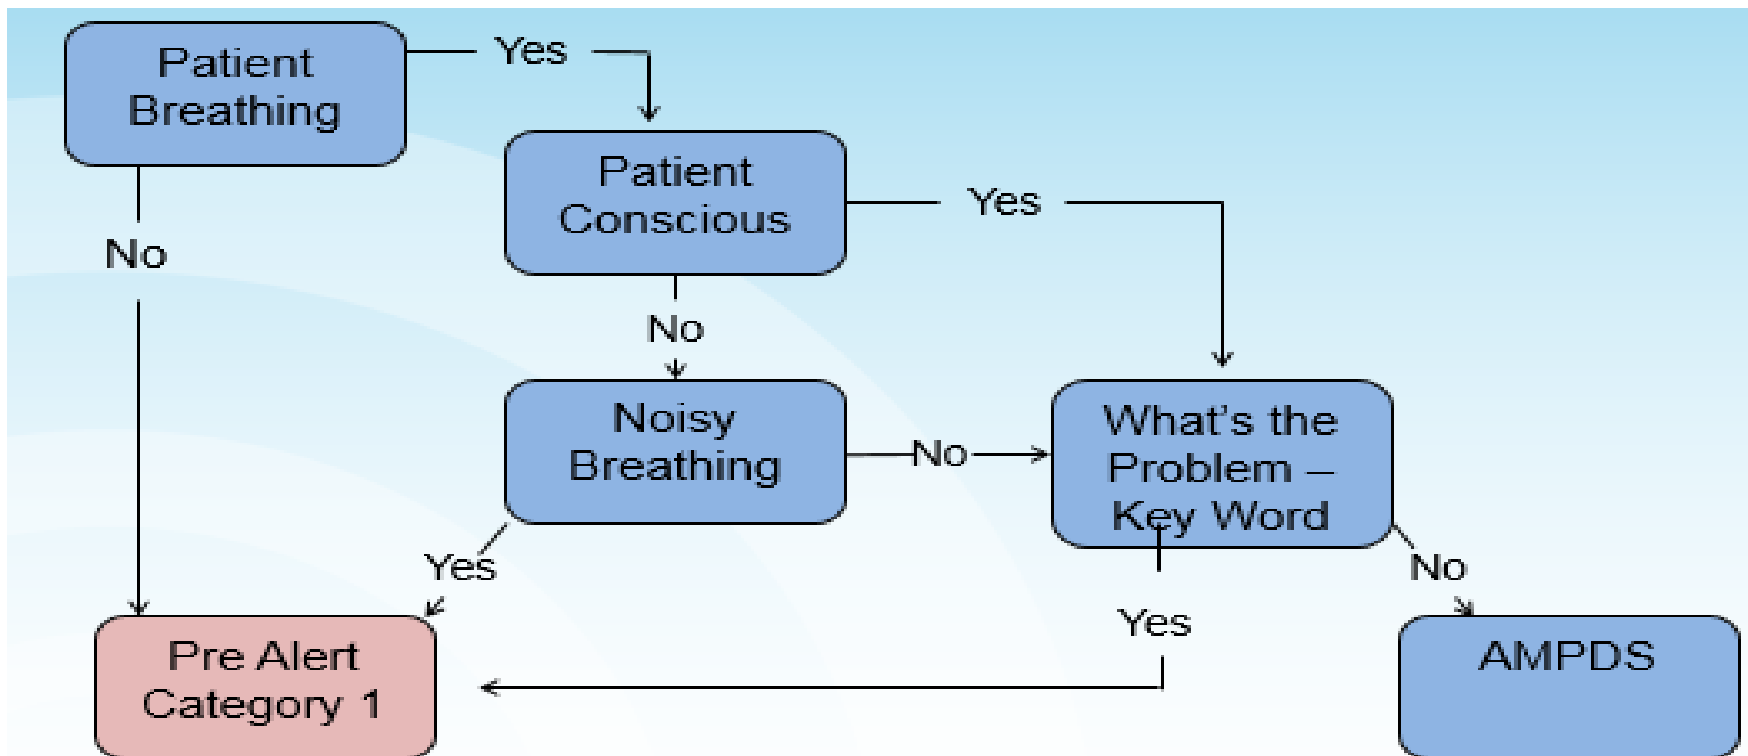 Patient
Breathing
Yes
Patient
Conscious
Yes
No
No
Noisy
Breathing
No
What's the
Problem –
Key Word
Yes
No
Yes
Pre Alert
Category 1
AMPDS